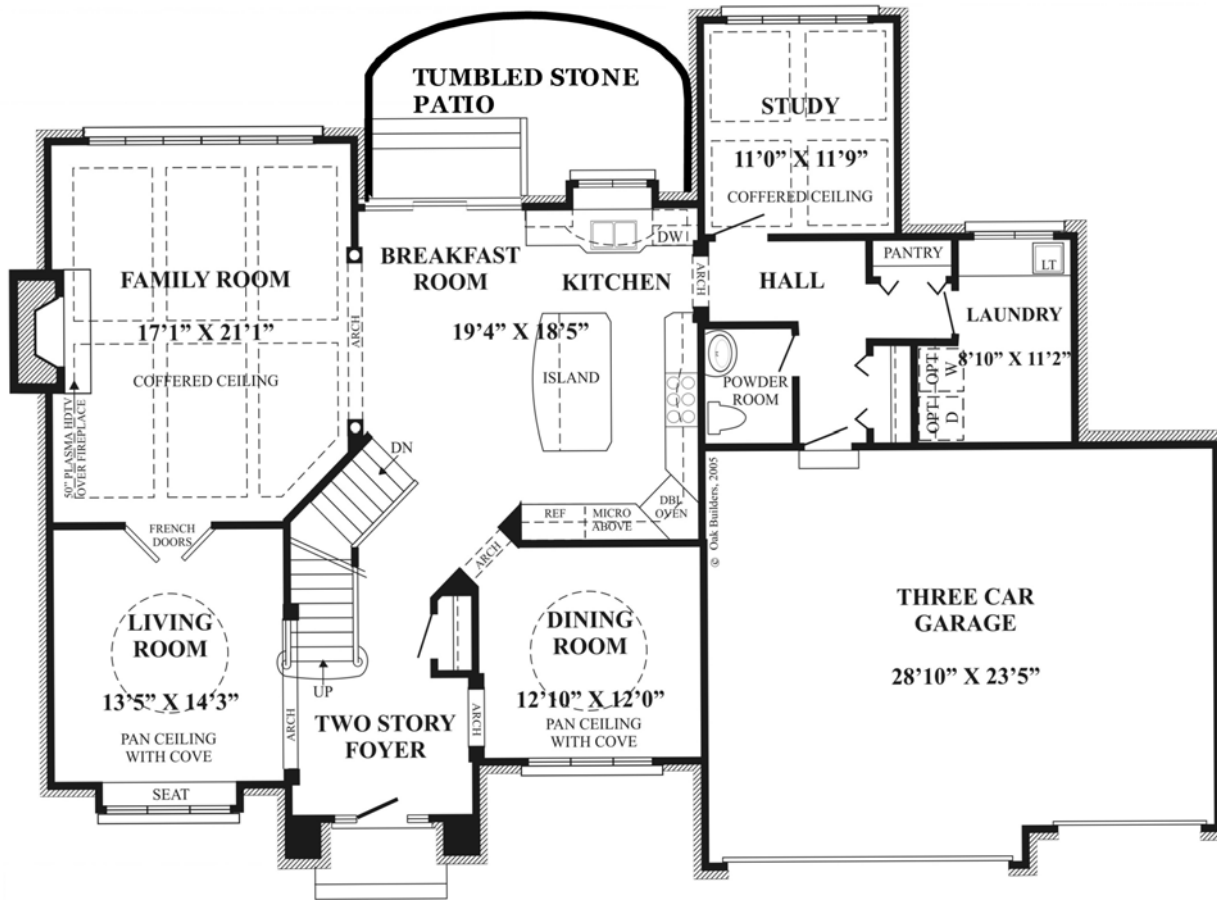 TUMBLED STONE
PATIO
STUDY
11'0” X 11'9”
COFFERED CEILING
FAMILY ROOM
17'1” X 21'1”
COFFERED CEILING
50" PLASMA HDTV
OVER FIREPLACE
ARCH
BREAKFAST
ROOM
KITCHEN
19'4” X 18'5”
DW
ISLAND
ARCH
HALL
PANTRY
LT
LAUNDRY
8'10” X 11'2”
OPT W
OPT D
POWDER
ROOM
DN
REF
MICRO
ABOVE
DBL
OVEN
ARCH
© Oak Builders, 2005
FRENCH
DOORS
LIVING
ROOM
13'5” X 14'3”
PAN CEILING
WITH COVE
SEAT
ARCH
UP
TWO STORY
FOYER
ARCH
DINING
ROOM
12'10” X 12'0”
PAN CEILING
WITH COVE
THREE CAR
GARAGE
28'10” X 23'5”